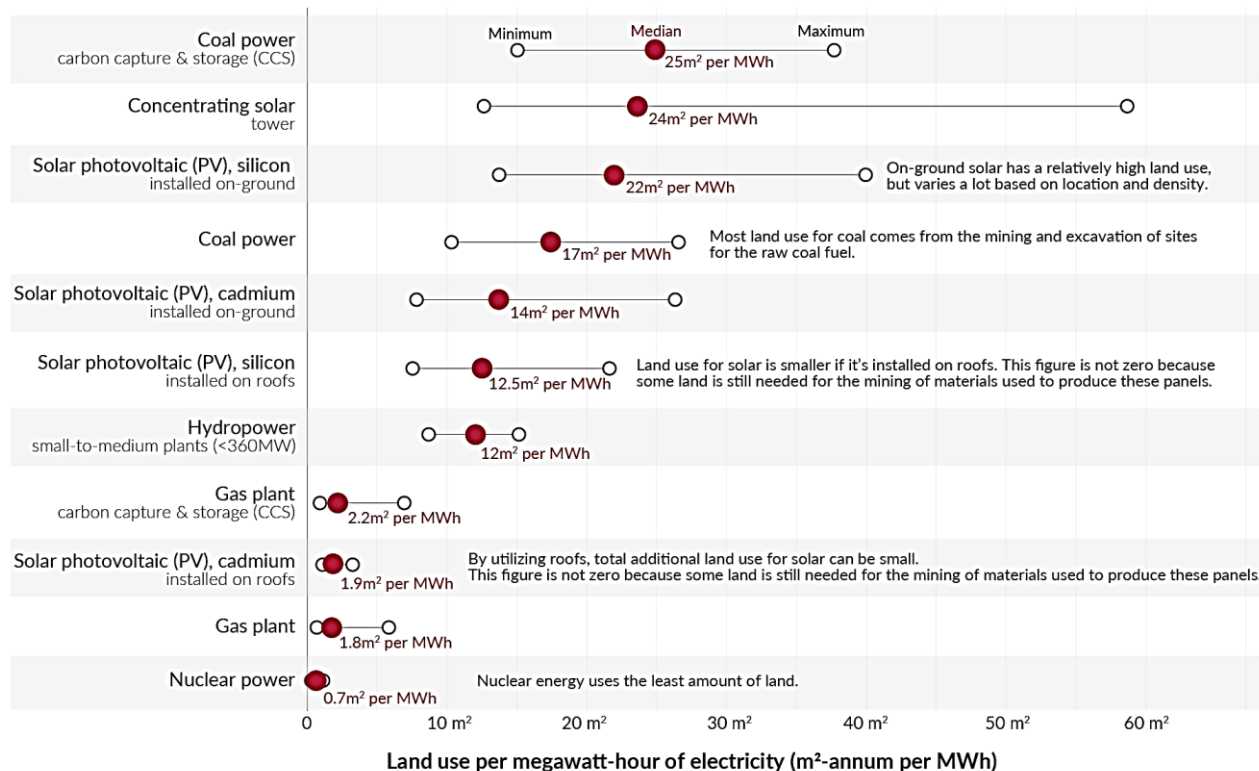 Coal power
carbon capture & storage (CCS)
Minimum
Median
Maximum
25m² per MWh
Concentrating solar
tower
24m² per MWh
Solar photovoltaic (PV), silicon
installed on-ground
22m² per MWh
On-ground solar has a relatively high land use,
but varies a lot based on location and density.
Coal power
17m² per MWh
Most land use for coal comes from the mining and excavation of sites
for the raw coal fuel.
Solar photovoltaic (PV), cadmium
installed on-ground
14m² per MWh
Solar photovoltaic (PV), silicon
installed on roofs
12.5m² per MWh
Land use for solar is smaller if it's installed on roofs. This figure is not zero because
some land is still needed for the mining of materials used to produce these panels.
Hydropower
small-to-medium plants (<360MW)
12m² per MWh
Gas plant
carbon capture & storage (CCS)
2.2m² per MWh
Solar photovoltaic (PV), cadmium
installed on roofs
1.9m² per MWh
By utilizing roofs, total additional land use for solar can be small.
This figure is not zero because some land is still needed for the mining of materials used to produce these panels.
Gas plant
1.8m² per MWh
Nuclear power
0.7m² per MWh
Nuclear energy uses the least amount of land.
0 10 m² 20 m² 30 m² 40 m² 50 m² 60 m²
Land use per megawatt-hour of electricity (m²-annum per MWh)